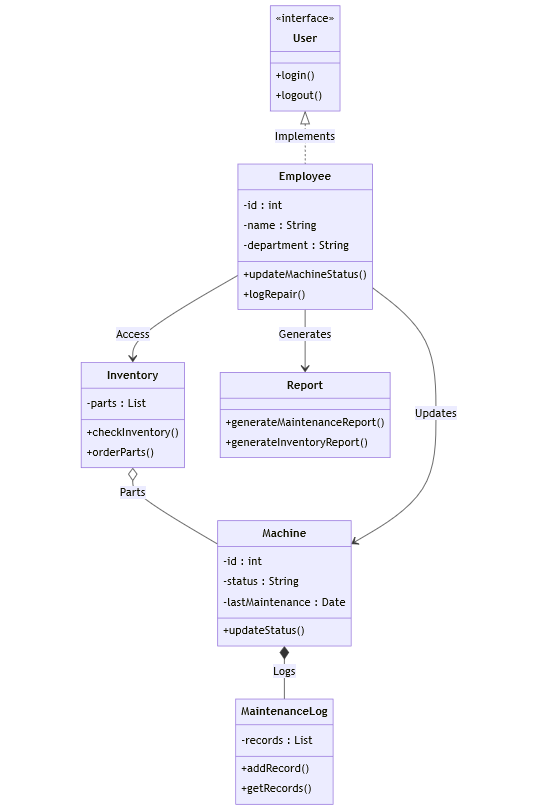 «interface»
User
+login()
+logout()
Implements
Employee
-id : int
-name : String
-department : String
+updateMachineStatus()
+logRepair()
Access
Generates
Updates
Inventory
-parts : List
+checkInventory()
+orderParts()
Report
+generateMaintenanceReport()
+generateInventoryReport()
Parts
Machine
-id : int
-status : String
-lastMaintenance : Date
+updateStatus()
Logs
MaintenanceLog
-records : List
+addRecord()
+getRecords()